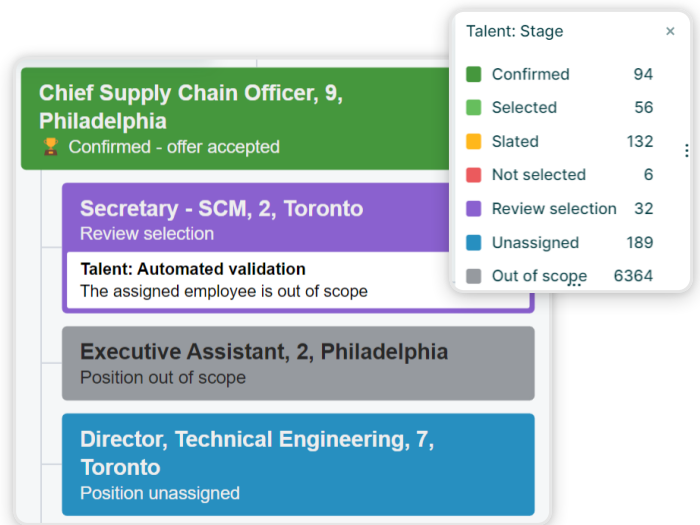 Talent: Stage
Confirmed 94
Selected 56
Slated 132
Not selected 6
Review selection 32
Unassigned 189
Out of scope 6364
Chief Supply Chain Officer, 9,
Philadelphia
Confirmed - offer accepted
Secretary - SCM, 2, Toronto
Review selection
Talent: Automated validation
The assigned employee is out of scope
Executive Assistant, 2, Philadelphia
Position out of scope
Director, Technical Engineering, 7,
Toronto
Position unassigned